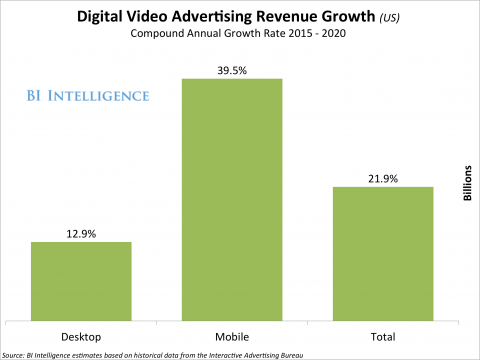 Digital Video Advertising Revenue Growth (US)
Compound Annual Growth Rate 2015 - 2020
BI INTELLIGENCE
39.5%
21.9%
12.9%
Billions
Desktop Mobile Total
Source: BI Intelligence estimates based on historical data from the Interactive Advertising Bureau